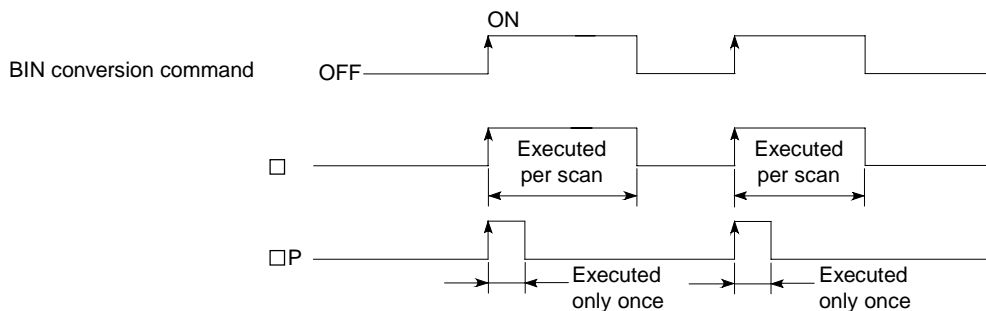 ON
BIN conversion command OFF
□ Executed per scan Executed per scan
□P
Executed only once Executed only once